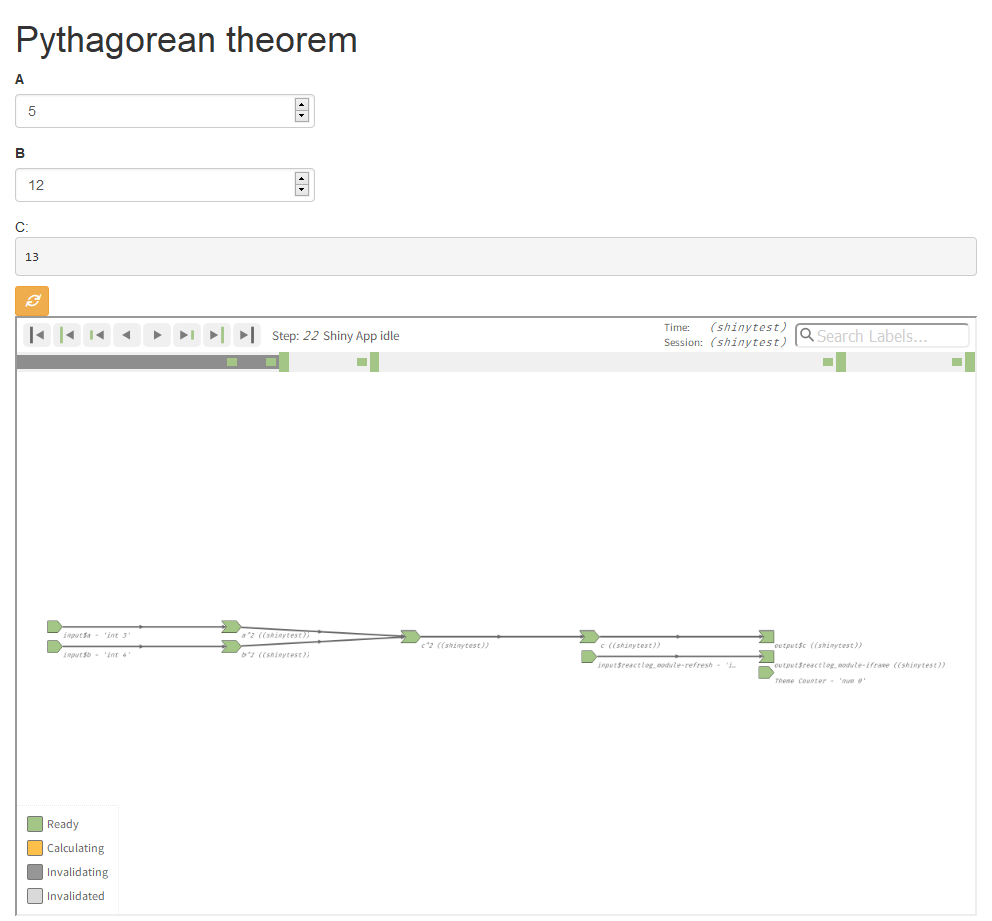 Pythagorean theorem
A
5
B
12
C:
13
Step: 22 Shiny App idle
Time: (shinytest)
Session: (shinytest)
Search Labels...
input$a - 'int 3'
a^2 ((shinytest))
input$b - 'int 4'
b^2 ((shinytest))
c^2 ((shinytest))
c ((shinytest))
output$c ((shinytest))
input$reactlog_module-refresh - 'i…
output$reactlog_module-iframe ((shinytest))
Theme Counter - 'num 0'
Ready
Calculating
Invalidating
Invalidated